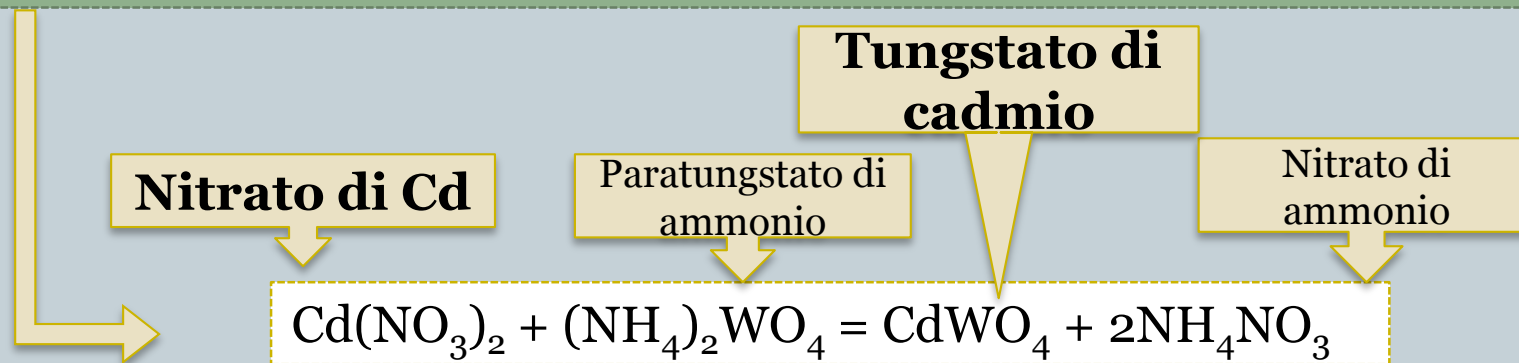 Tungstato di
cadmio
Nitrato di Cd
Paratungstato di
ammonio
Nitrato di
ammonio
Cd(NO₃)₂ + (NH₄)₂WO₄ = CdWO₄ + 2NH₄NO₃